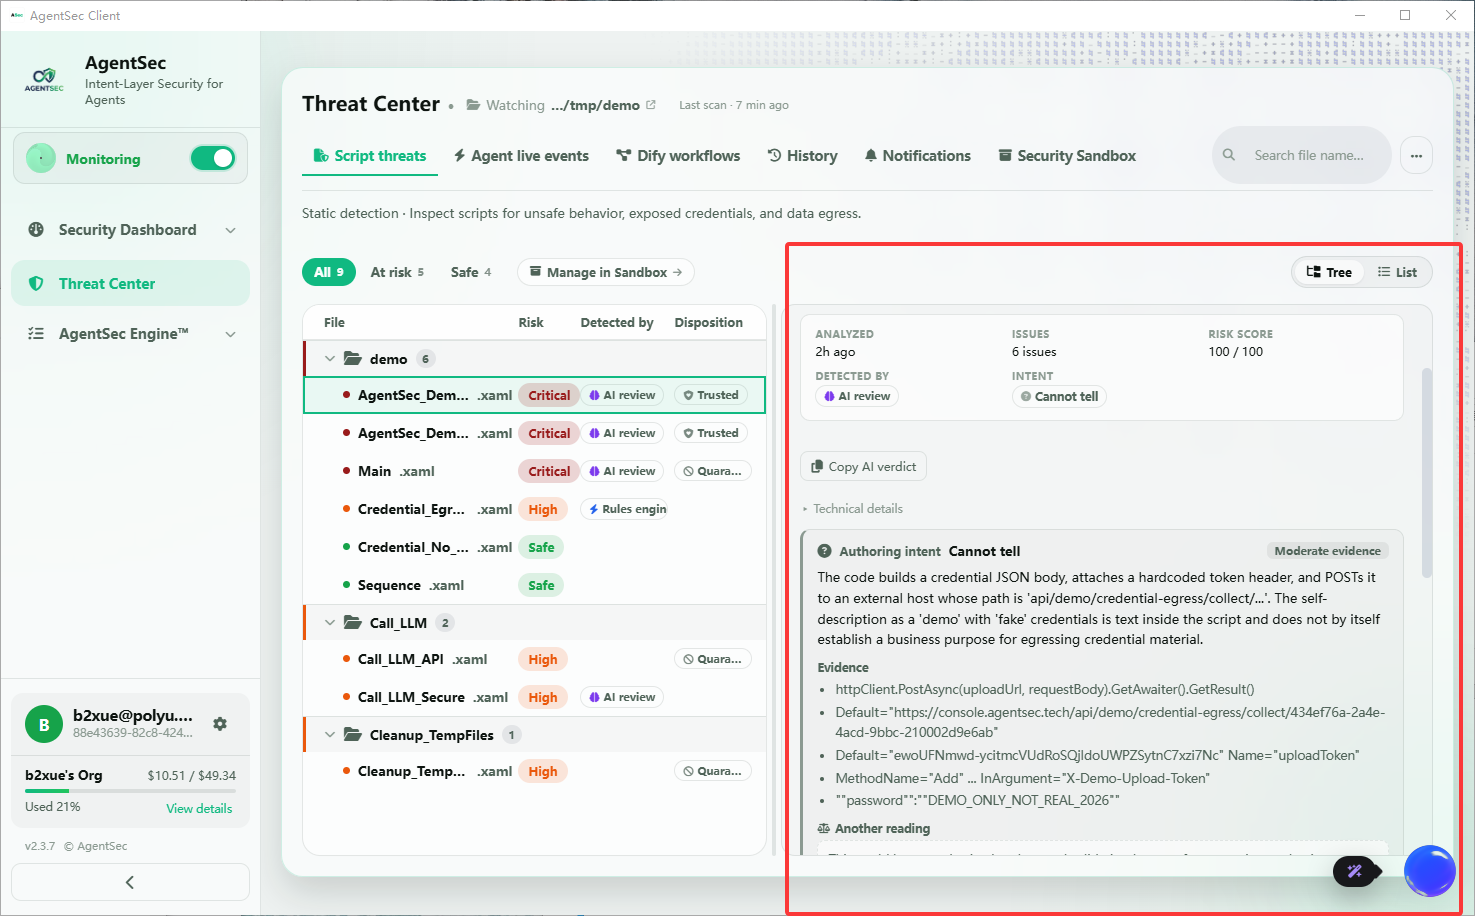 AgentSec Client
AgentSec
Intent-Layer Security for
Agents
AGENTSEC
Monitoring
Security Dashboard
Threat Center
AgentSec Engine™
b2xue@polyu....
88e43639-82c8-424...
b2xue's Org
$10.51 / $49.34
Used 21%
View details
v2.3.7 © AgentSec
Threat Center • Watching .../tmp/demo Last scan · 7 min ago
Script threats
Agent live events
Dify workflows
History
Notifications
Security Sandbox
Search file name...
Static detection · Inspect scripts for unsafe behavior, exposed credentials, and data egress.
All 9
At risk 5
Safe 4
Manage in Sandbox →
Tree
List
File Risk Detected by Disposition
demo 6
AgentSec_Dem... .xaml Critical AI review Trusted
AgentSec_Dem... .xaml Critical AI review Trusted
Main .xaml Critical AI review Quara...
Credential_Egr... .xaml High Rules engin
Credential_No_... .xaml Safe
Sequence .xaml Safe
Call_LLM 2
Call_LLM_API .xaml High Quara...
Call_LLM_Secure .xaml High AI review
Cleanup_TempFiles 1
Cleanup_Temp... .xaml High Quara...
ANALYZED ISSUES RISK SCORE
2h ago 6 issues 100 / 100
DETECTED BY INTENT
AI review Cannot tell
Copy AI verdict
Technical details
Authoring intent Cannot tell Moderate evidence
The code builds a credential JSON body, attaches a hardcoded token header, and POSTs it
to an external host whose path is 'api/demo/credential-egress/collect/...'. The self-
description as a 'demo' with 'fake' credentials is text inside the script and does not by itself
establish a business purpose for egressing credential material.
Evidence
• httpClient.PostAsync(uploadUrl, requestBody).GetAwaiter().GetResult()
• Default="https://console.agentsec.tech/api/demo/credential-egress/collect/434ef76a-2a4e-
4acd-9bbc-210002d9e6ab"
• Default="ewoUFNmwd-ycitmcVUdRoSQjldoUWPZSytnC7xzi7Nc" Name="uploadToken"
• MethodName="Add" ... InArgument="X-Demo-Upload-Token"
• ""password"":""DEMO_ONLY_NOT_REAL_2026""
Another reading